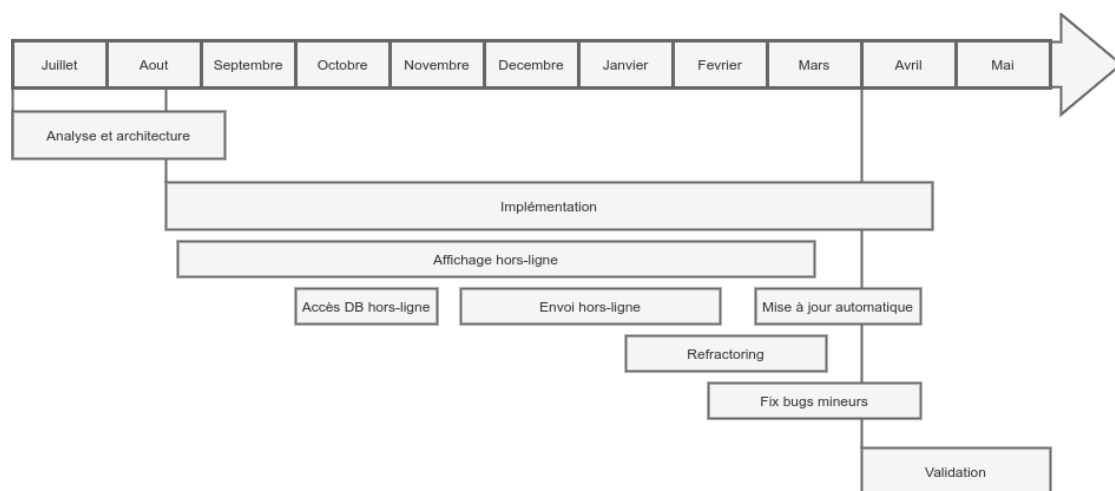 Juillet
Aout
Septembre
Octobre
Novembre
Decembre
Janvier
Fevrier
Mars
Avril
Mai
Analyse et architecture
Implémentation
Affichage hors-ligne
Accès DB hors-ligne
Envoi hors-ligne
Mise à jour automatique
Refractoring
Fix bugs mineurs
Validation